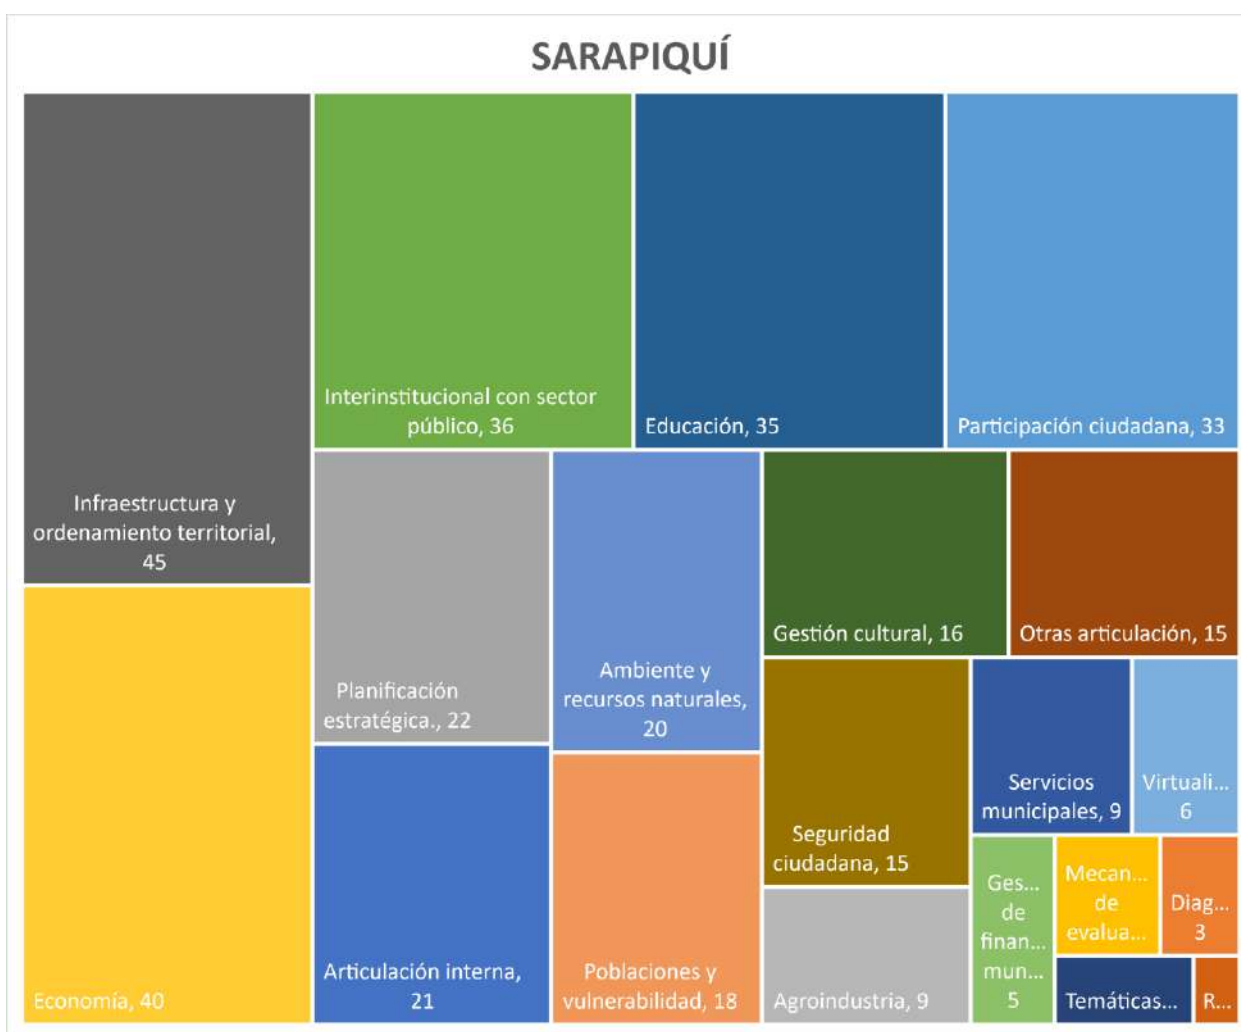 SARAPIQUÍ
Infraestructura y
ordenamiento territorial,
45
Economía, 40
Interinstitucional con sector
público, 36
Educación, 35
Participación ciudadana, 33
Planificación
estratégica., 22
Articulación interna,
21
Ambiente y
recursos naturales,
20
Poblaciones y
vulnerabilidad, 18
Gestión cultural, 16
Otras articulación, 15
Seguridad
ciudadana, 15
Agroindustria, 9
Servicios
municipales, 9
Virtuali...
6
Ges...
de
finan...
mun...
5
Mecan...
de
evalua...
Diag...
3
Temáticas...
R...